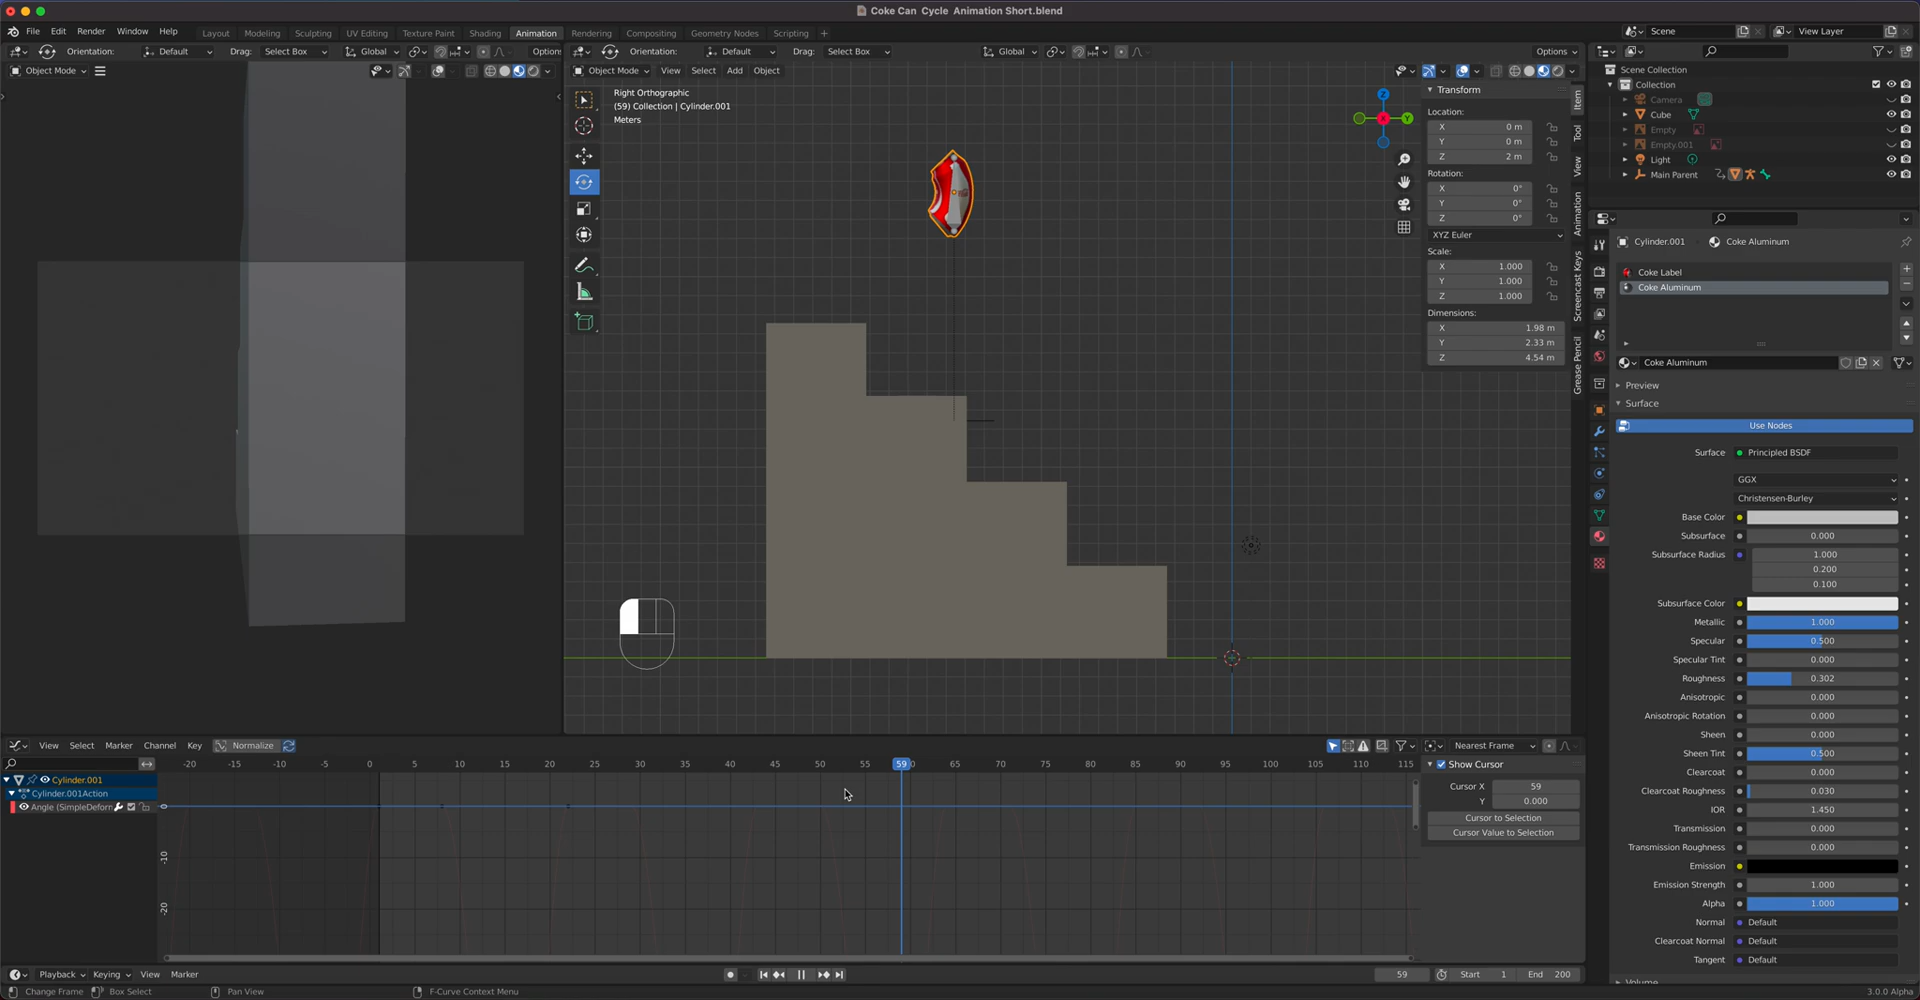 Coke Can Cycle Animation Short.blend
File Edit Render Window Help
Layout Modeling Sculpting UV Editing Texture Paint Shading Animation Rendering Compositing Geometry Nodes Scripting +
Scene
View Layer
Orientation: Default Drag: Select Box Global Options
Orientation: Default Drag: Select Box Global Options
Object Mode
Object Mode View Select Add Object
Right Orthographic
(59) Collection | Cylinder.001
Meters
Z
Y
X
Transform
Location:
X 0 m
Y 0 m
Z 2 m
Rotation:
X 0°
Y 0°
Z 0°
XYZ Euler
Scale:
X 1.000
Y 1.000
Z 1.000
Dimensions:
X 1.98 m
Y 2.33 m
Z 4.54 m
Item
Tool
View
Animation
Screencast Keys
Grease Pencil
Scene Collection
Collection
Camera
Cube
Empty
Empty.001
Light
Main Parent
Cylinder.001 Coke Aluminum
Coke Label
Coke Aluminum
Coke Aluminum
Preview
Surface
Use Nodes
Surface Principled BSDF
GGX
Christensen-Burley
Base Color
Subsurface 0.000
Subsurface Radius 1.000
0.200
0.100
Subsurface Color
Metallic 1.000
Specular 0.500
Specular Tint 0.000
Roughness 0.302
Anisotropic 0.000
Anisotropic Rotation 0.000
Sheen 0.000
Sheen Tint 0.500
Clearcoat 0.000
Clearcoat Roughness 0.030
IOR 1.450
Transmission 0.000
Transmission Roughness 0.000
Emission
Emission Strength 1.000
Alpha 1.000
Normal Default
Clearcoat Normal Default
Tangent Default
Volume
View Select Marker Channel Key Normalize
Nearest Frame
-20 -15 -10 -5 0 5 10 15 20 25 30 35 40 45 50 55 59 65 70 75 80 85 90 95 100 105 110 115
Cylinder.001
Cylinder.001Action
Angle (SimpleDeform
0
-10
-20
Show Cursor
Cursor X 59
Y 0.000
Cursor to Selection
Cursor Value to Selection
Playback Keying View Marker
59 Start 1 End 200
Change Frame Box Select Pan View F-Curve Context Menu
3.0.0 Alpha